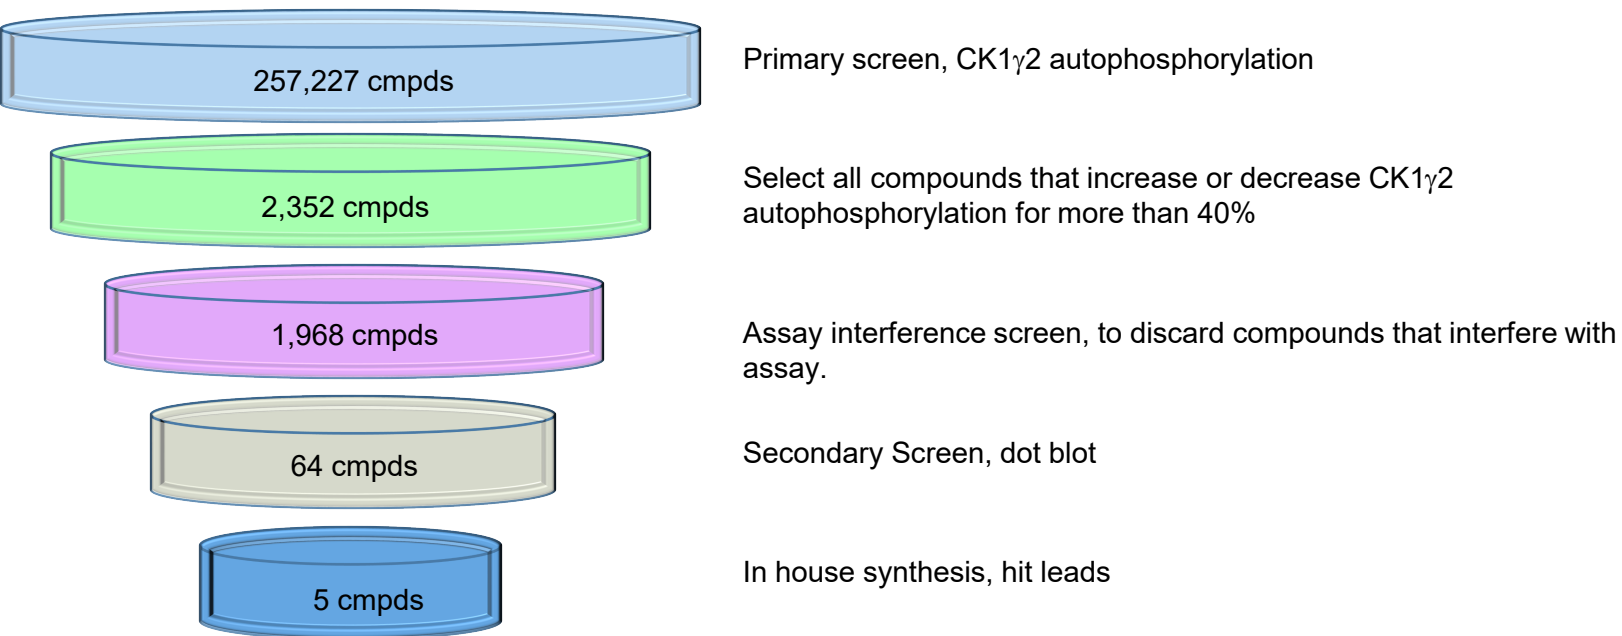 257,227 cmpds
Primary screen, CK1γ2 autophosphorylation
2,352 cmpds
Select all compounds that increase or decrease CK1γ2
autophosphorylation for more than 40%
1,968 cmpds
Assay interference screen, to discard compounds that interfere with
assay.
64 cmpds
Secondary Screen, dot blot
5 cmpds
In house synthesis, hit leads